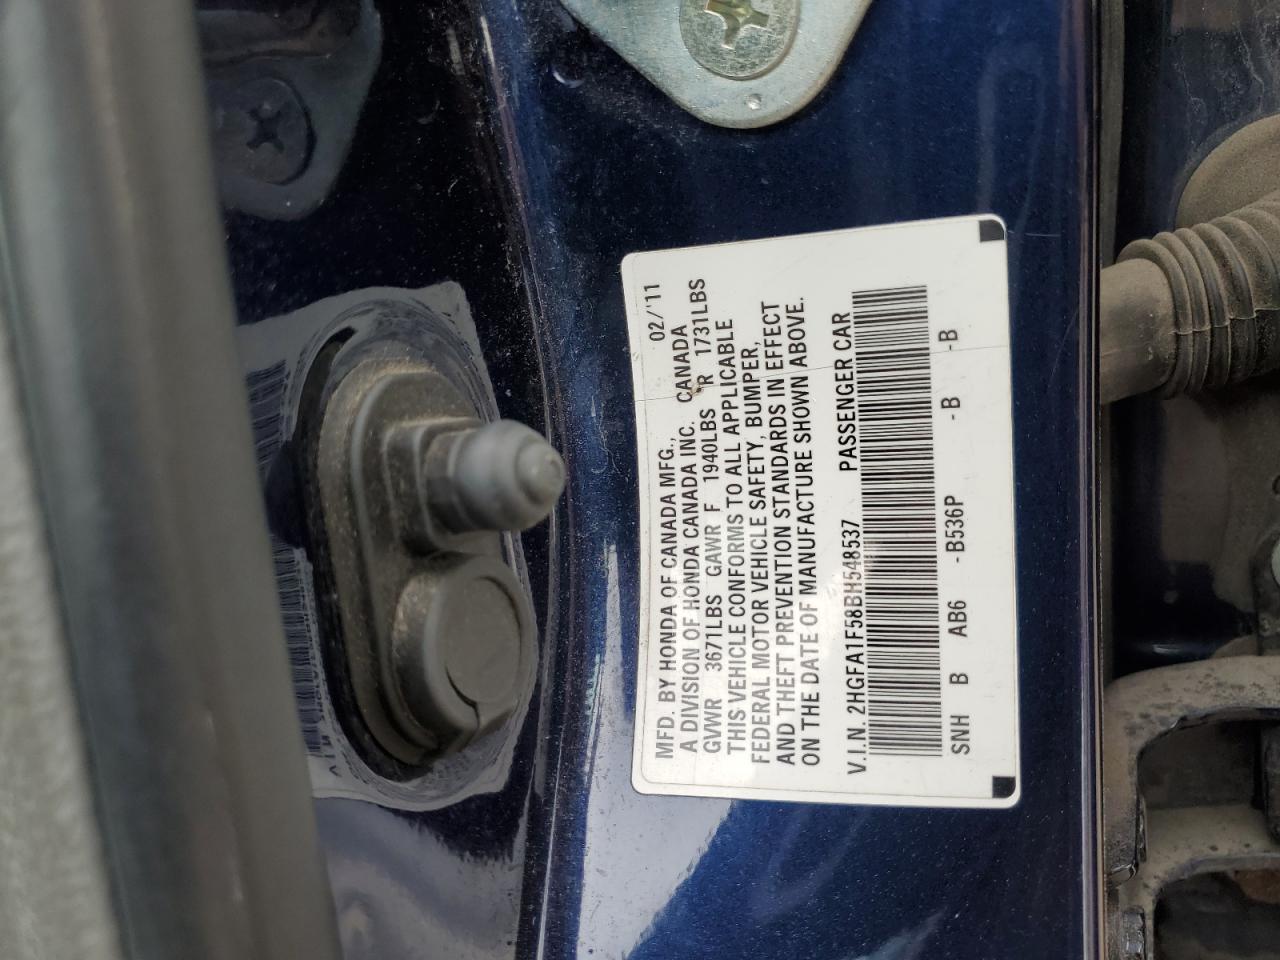 MFD. BY HONDA OF CANADA MFG., 02/'11
A DIVISION OF HONDA CANADA INC. CANADA
GVWR 3671LBS GAWR F 1940LBS R 1731LBS
THIS VEHICLE CONFORMS TO ALL APPLICABLE
FEDERAL MOTOR VEHICLE SAFETY, BUMPER,
AND THEFT PREVENTION STANDARDS IN EFFECT
ON THE DATE OF MANUFACTURE SHOWN ABOVE.
V.I.N. 2HGFA1F58BH548537 PASSENGER CAR
SNH B AB6 -B536P -B -B